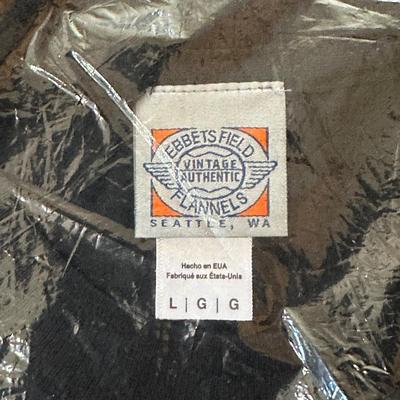 EBBETS FIELD
VINTAGE
AUTHENTIC
FLANNELS
SEATTLE, WA
Hecho en EUA
Fabriqué aux États-Unis
L | G | G